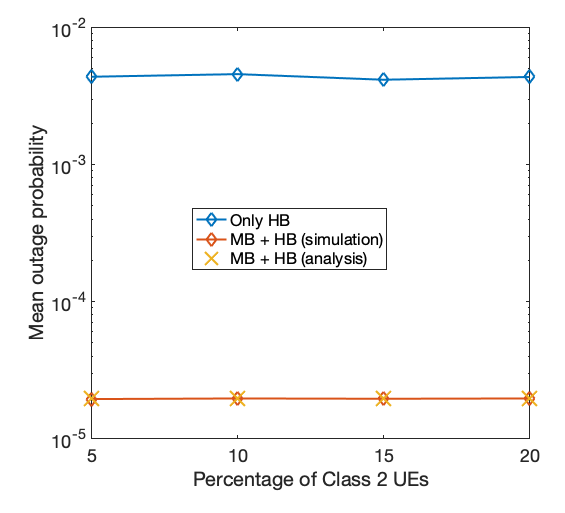 10^-2
10^-3
10^-4
10^-5
Mean outage probability
Only HB
MB + HB (simulation)
MB + HB (analysis)
5 10 15 20
Percentage of Class 2 UEs